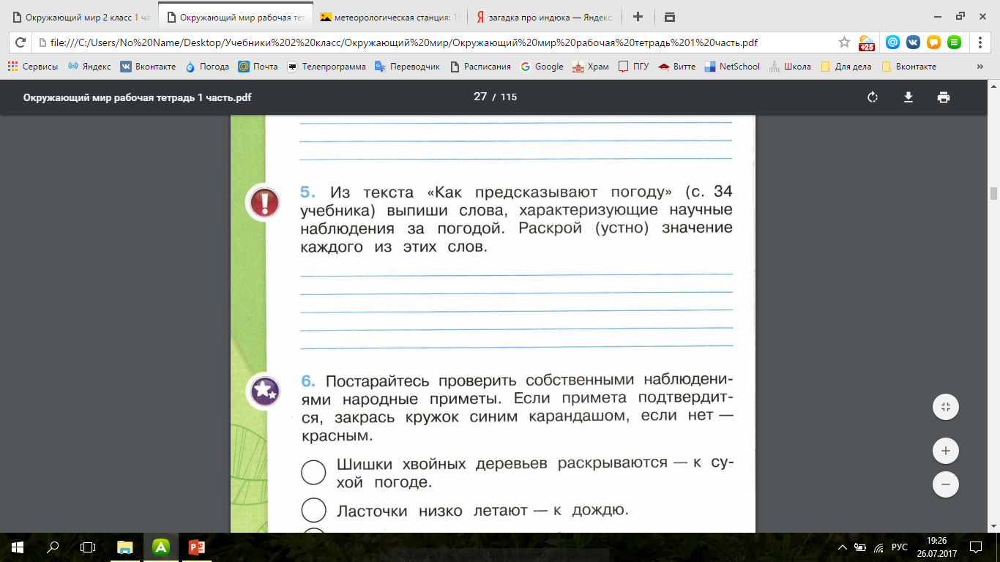 Окружающий мир 2 класс 1 ча
Окружающий мир рабочая тет
метеорологическая станция: 1
загадка про индюка — Яндекс
file:///C:/Users/No%20Name/Desktop/Учебники%202%20класс/Окружающий%20мир/Окружающий%20мир%20рабочая%20тетрадь%201%20часть.pdf
+25
Сервисы Яндекс Вконтакте Погода Почта Телепрограмма Переводчик Расписания Google Храм ПГУ Витте NetSchool Школа Для дела Вконтакте »
Окружающий мир рабочая тетрадь 1 часть.pdf
27 / 115
5. Из текста «Как предсказывают погоду» (с. 34
учебника) выпиши слова, характеризующие научные
наблюдения за погодой. Раскрой (устно) значение
каждого из этих слов.
6. Постарайтесь проверить собственными наблюдени-
ями народные приметы. Если примета подтвердит-
ся, закрась кружок синим карандашом, если нет —
красным.
Шишки хвойных деревьев раскрываются — к су-
хой погоде.
Ласточки низко летают — к дождю.
РУС
19:26
26.07.2017